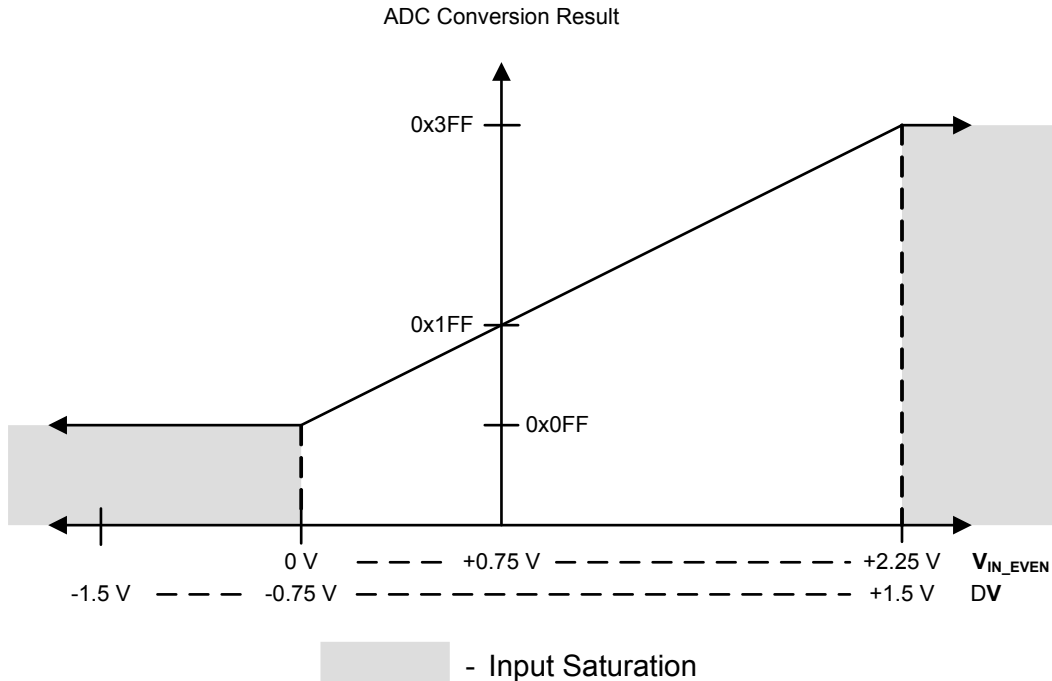 ADC Conversion Result
0x3FF
0x1FF
0x0FF
0 V +0.75 V +2.25 V VIN_EVEN
-1.5 V -0.75 V +1.5 V DV
- Input Saturation